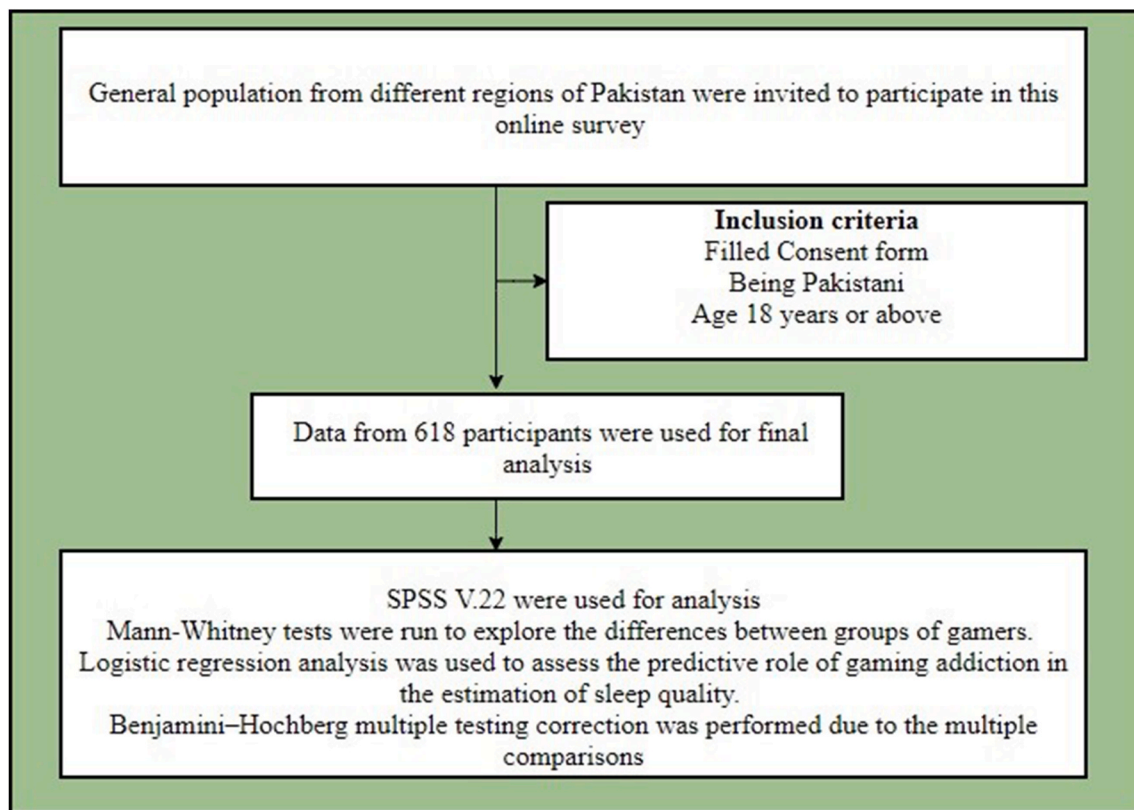 General population from different regions of Pakistan were invited to participate in this
online survey
Inclusion criteria
Filled Consent form
Being Pakistani
Age 18 years or above
Data from 618 participants were used for final
analysis
SPSS V.22 were used for analysis
Mann-Whitney tests were run to explore the differences between groups of gamers.
Logistic regression analysis was used to assess the predictive role of gaming addiction in
the estimation of sleep quality.
Benjamini–Hochberg multiple testing correction was performed due to the multiple
comparisons